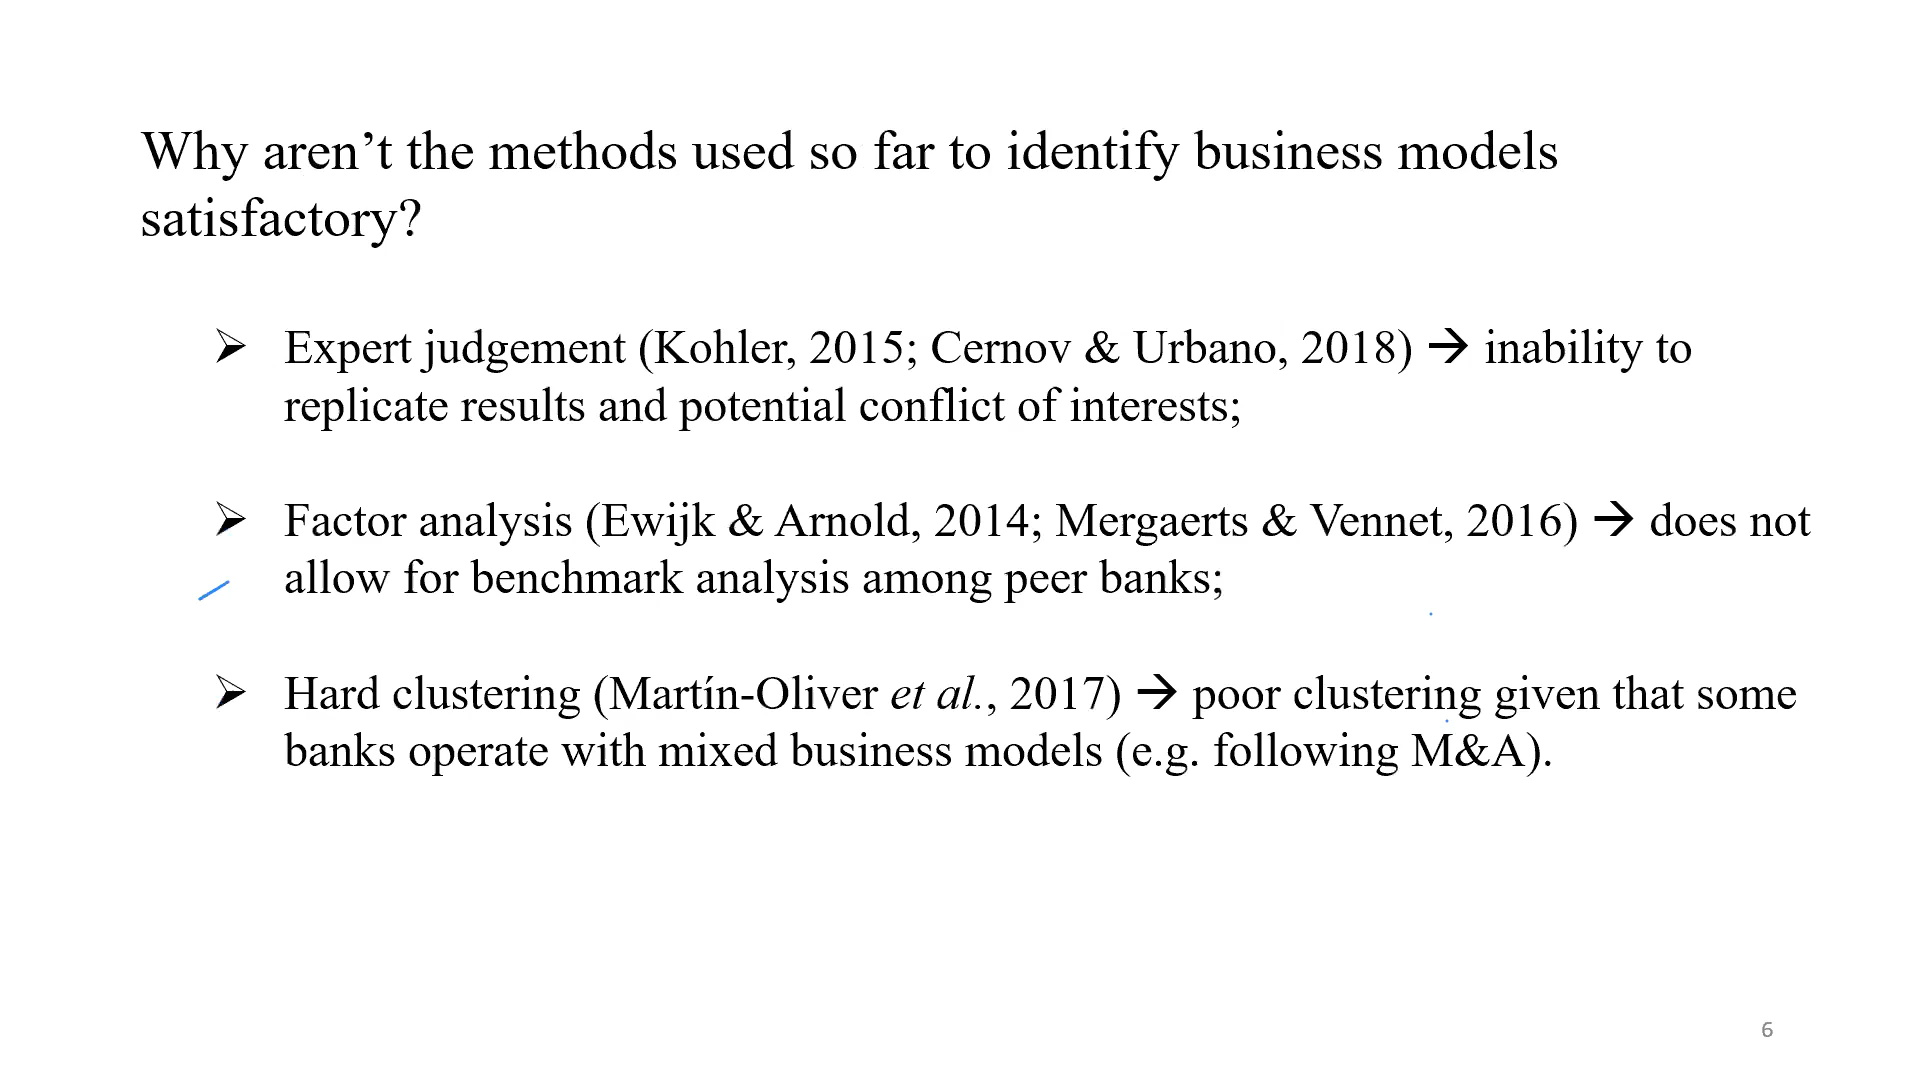 Why aren’t the methods used so far to identify business models
satisfactory?
➢ Expert judgement (Kohler, 2015; Cernov & Urbano, 2018) → inability to
replicate results and potential conflict of interests;
➢ Factor analysis (Ewijk & Arnold, 2014; Mergaerts & Vennet, 2016) → does not
allow for benchmark analysis among peer banks;
➢ Hard clustering (Martín-Oliver et al., 2017) → poor clustering given that some
banks operate with mixed business models (e.g. following M&A).
6